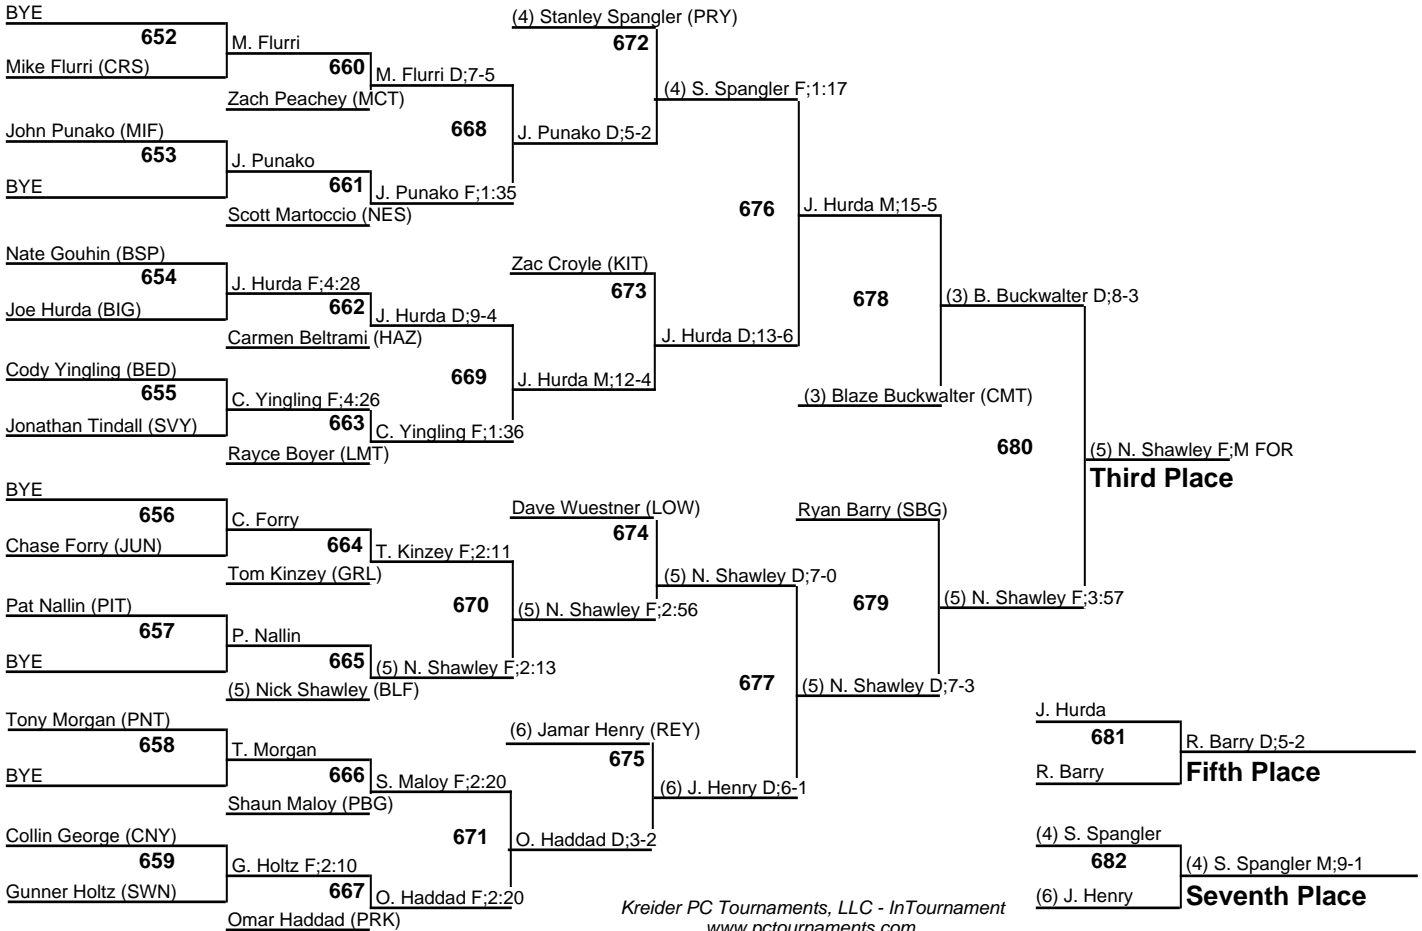 BYE
652
Mike Flurri (CRS)
M. Flurri
660
Zach Peachey (MCT)
M. Flurri D;7-5
John Punako (MIF)
653
BYE
J. Punako
661
Scott Martoccio (NES)
J. Punako F;1:35
668
J. Punako D;5-2
(4) Stanley Spangler (PRY)
672
(4) S. Spangler F;1:17
Nate Gouhin (BSP)
654
Joe Hurda (BIG)
J. Hurda F;4:28
662
Carmen Beltrami (HAZ)
J. Hurda D;9-4
Cody Yingling (BED)
655
Jonathan Tindall (SVY)
C. Yingling F;4:26
663
Rayce Boyer (LMT)
C. Yingling F;1:36
669
J. Hurda M;12-4
Zac Croyle (KIT)
673
J. Hurda D;13-6
676
J. Hurda M;15-5
678
(3) Blaze Buckwalter (CMT)
(3) B. Buckwalter D;8-3
BYE
656
Chase Forry (JUN)
C. Forry
664
Tom Kinzey (GRL)
T. Kinzey F;2:11
Pat Nallin (PIT)
657
BYE
P. Nallin
665
(5) Nick Shawley (BLF)
(5) N. Shawley F;2:13
670
(5) N. Shawley F;2:56
Dave Wuestner (LOW)
674
(5) N. Shawley D;7-0
Tony Morgan (PNT)
658
BYE
T. Morgan
666
Shaun Maloy (PBG)
S. Maloy F;2:20
Collin George (CNY)
659
Gunner Holtz (SWN)
G. Holtz F;2:10
667
Omar Haddad (PRK)
O. Haddad F;2:20
671
O. Haddad D;3-2
(6) Jamar Henry (REY)
675
(6) J. Henry D;6-1
677
(5) N. Shawley D;7-3
Ryan Barry (SBG)
679
(5) N. Shawley F;3:57
680
(5) N. Shawley F;M FOR
Third Place
J. Hurda
681
R. Barry
R. Barry D;5-2
Fifth Place
(4) S. Spangler
682
(6) J. Henry
(4) S. Spangler M;9-1
Seventh Place
Kreider PC Tournaments, LLC - InTournament
www.pctournaments.com